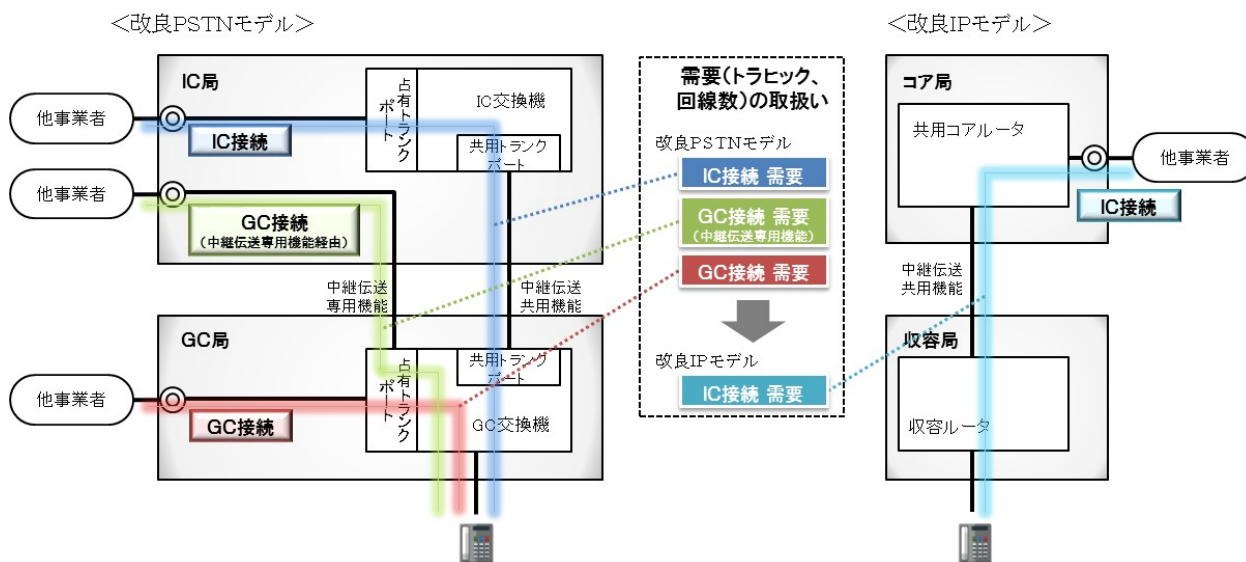 <改良PSTNモデル>
IC局
他事業者
IC接続
占有トランク
ポート
IC交換機
共用トランク
ポート
他事業者
GC接続
(中継伝送専用機能経由)
中継伝送
専用機能
中継伝送
共用機能
GC局
他事業者
GC接続
占有トランク
ポート
共用トランク
ポート
GC交換機
需要(トラヒック、
回線数)の取扱い
改良PSTNモデル
IC接続 需要
GC接続 需要
(中継伝送専用機能)
GC接続 需要
改良IPモデル
IC接続 需要
<改良IPモデル>
コア局
共用コアルータ
他事業者
IC接続
中継伝送
共用機能
収容局
収容ルータ